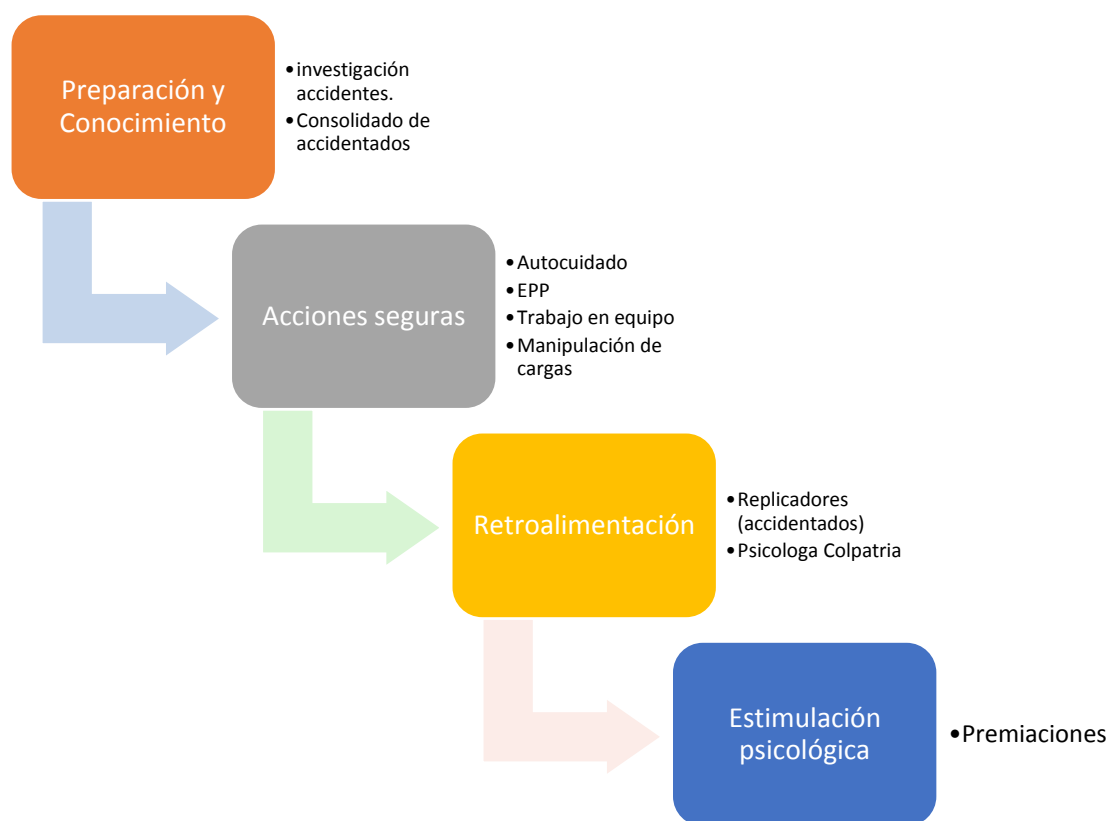 Preparación y
Conocimiento
•investigación
accidentes.
•Consolidado de
accidentados
Acciones seguras
•Autocuidado
•EPP
•Trabajo en equipo
•Manipulación de
cargas
Retroalimentación
•Replicadores
(accidentados)
•Psicologa Colpatria
Estimulación
psicológica
•Premiaciones